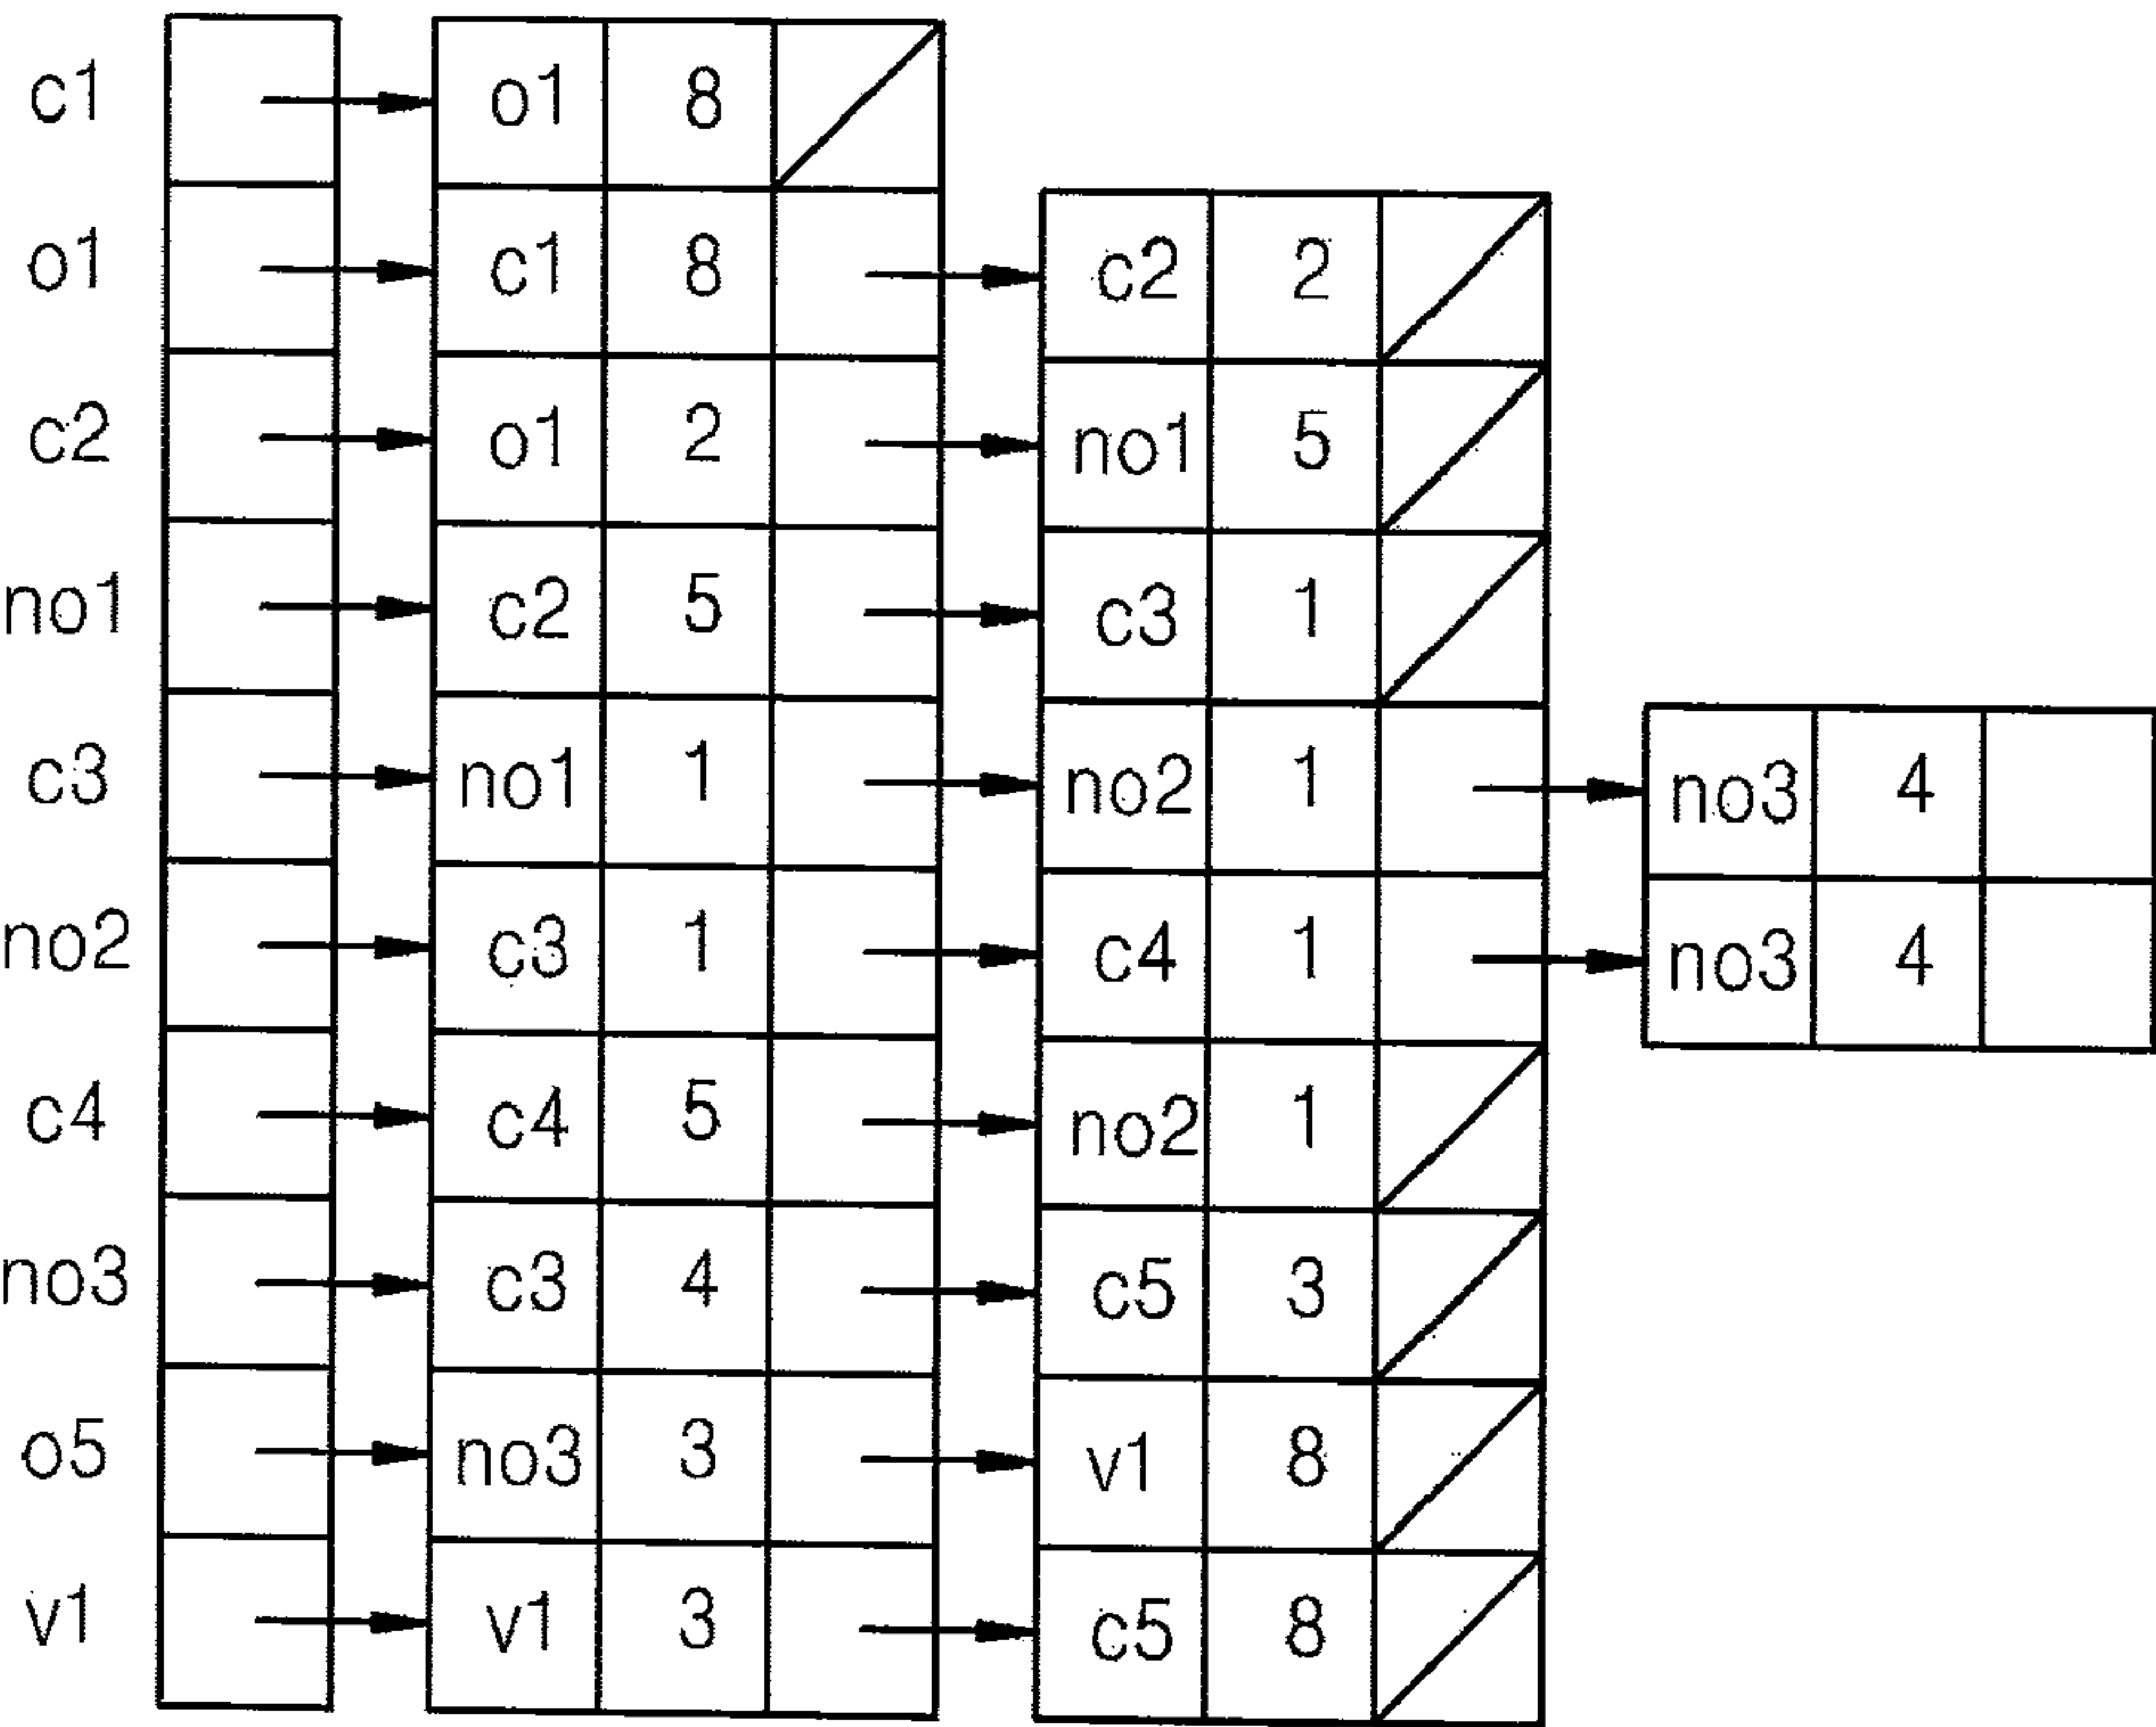 c1 o1 8
o1 c1 8 c2 2
c2 o1 2 no1 5
no1 c2 5 c3 1
c3 no1 1 no2 1 no3 4
no2 c3 1 c4 1 no3 4
c4 c4 5 no2 1
no3 c3 4 c5 3
o5 no3 3 v1 8
v1 v1 3 c5 8